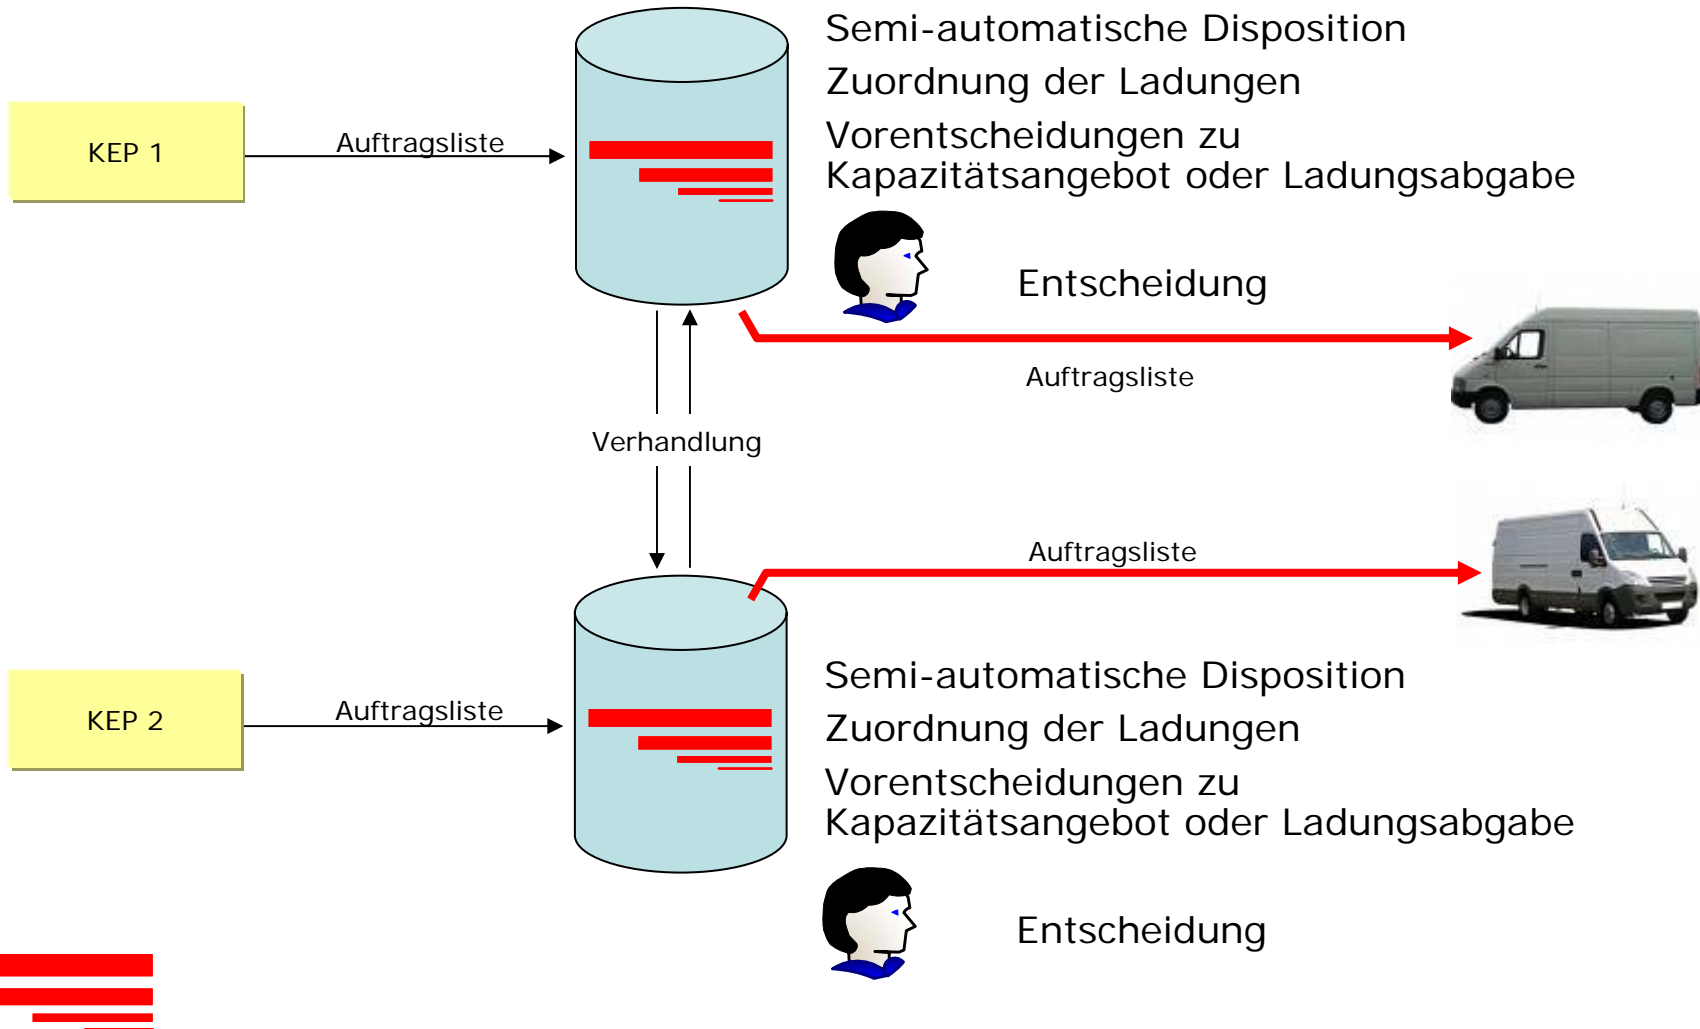 Semi-automatische Disposition
Zuordnung der Ladungen
Vorentscheidungen zu
Kapazitätsangebot oder Ladungsabgabe
KEP 1
Auftragsliste
Entscheidung
Auftragsliste
Verhandlung
Auftragsliste
Semi-automatische Disposition
Zuordnung der Ladungen
Vorentscheidungen zu
Kapazitätsangebot oder Ladungsabgabe
KEP 2
Auftragsliste
Entscheidung